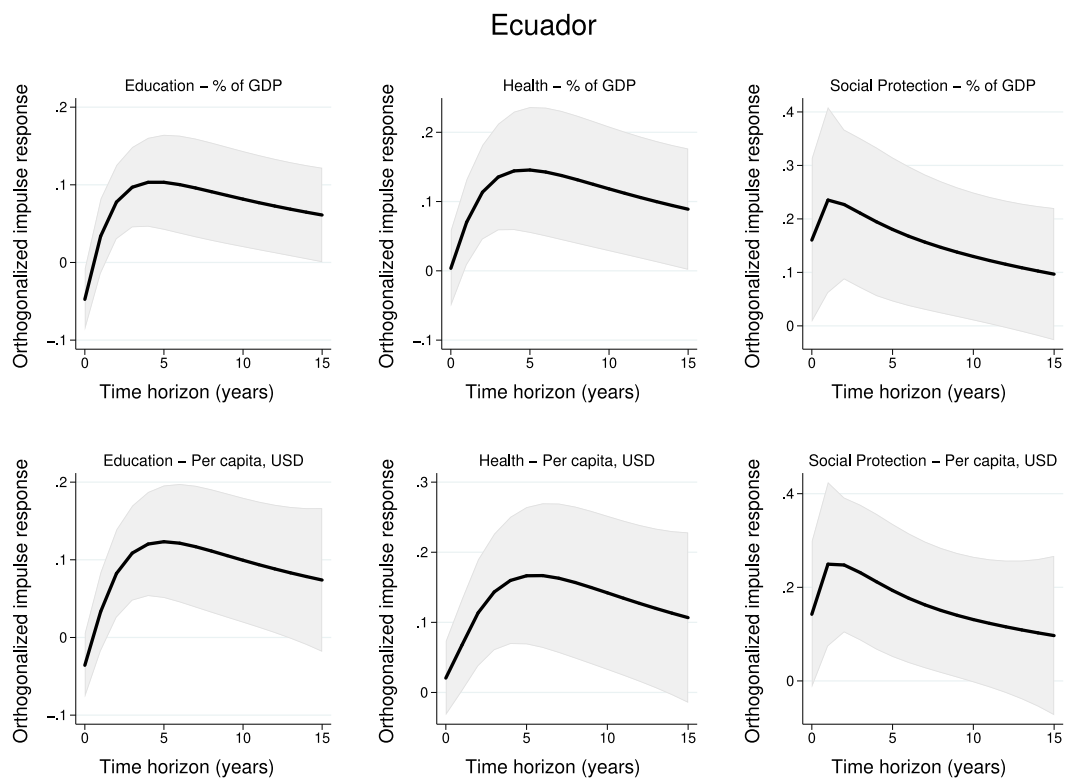 Ecuador
Education – % of GDP
Orthogonalized impulse response
.2
.1
0
–.1
0 5 10 15
Time horizon (years)
Health – % of GDP
Orthogonalized impulse response
.2
.1
0
–.1
0 5 10 15
Time horizon (years)
Social Protection – % of GDP
Orthogonalized impulse response
.4
.3
.2
.1
0
0 5 10 15
Time horizon (years)
Education – Per capita, USD
Orthogonalized impulse response
.2
.1
0
–.1
0 5 10 15
Time horizon (years)
Health – Per capita, USD
Orthogonalized impulse response
.3
.2
.1
0
0 5 10 15
Time horizon (years)
Social Protection – Per capita, USD
Orthogonalized impulse response
.4
.2
0
0 5 10 15
Time horizon (years)